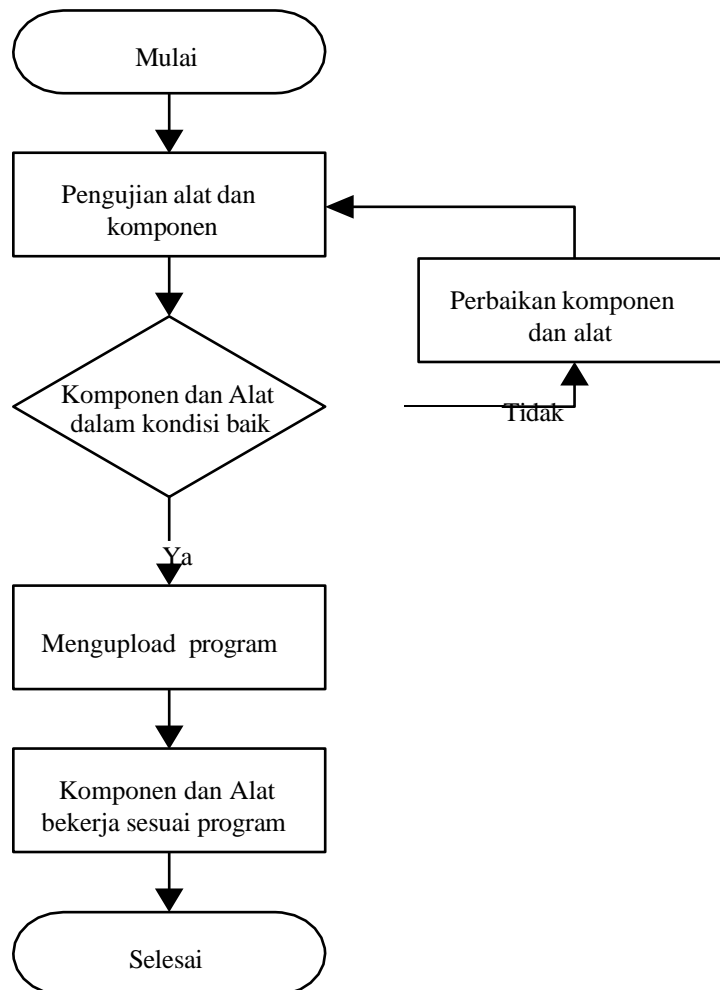 Mulai
Pengujian alat dan
komponen
Perbaikan komponen
dan alat
Komponen dan Alat
dalam kondisi baik
Tidak
Ya
Mengupload program
Komponen dan Alat
bekerja sesuai program
Selesai